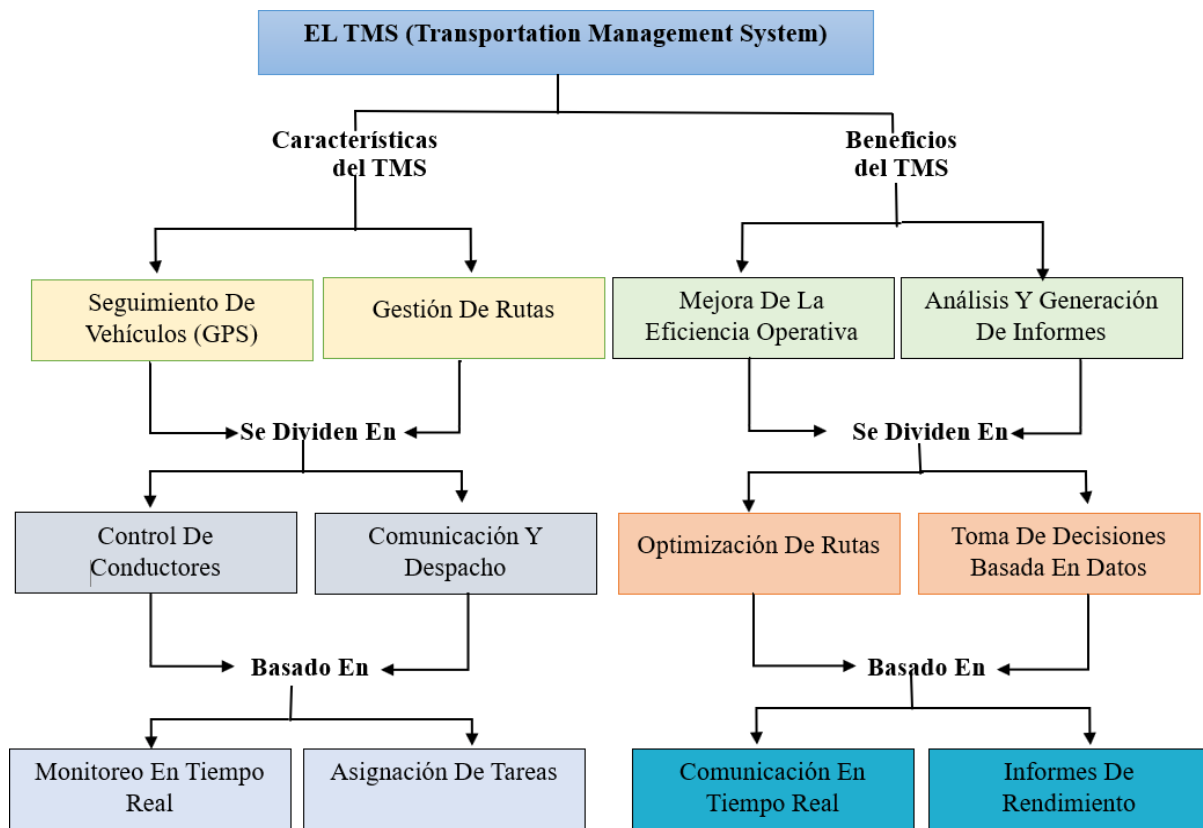 EL TMS (Transportation Management System)
Características
del TMS
Beneficios
del TMS
Seguimiento De
Vehículos (GPS)
Gestión De Rutas
Mejora De La
Eficiencia Operativa
Análisis Y Generación
De Informes
Se Dividen En
Se Dividen En
Control De
Conductores
Comunicación Y
Despacho
Optimización De Rutas
Toma De Decisiones
Basada En Datos
Basado En
Basado En
Monitoreo En Tiempo
Real
Asignación De Tareas
Comunicación En
Tiempo Real
Informes De
Rendimiento